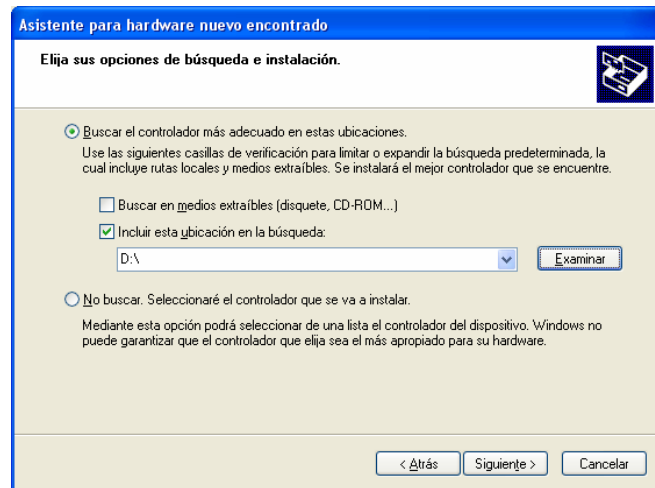 Asistente para hardware nuevo encontrado
Elija sus opciones de búsqueda e instalación.
Buscar el controlador más adecuado en estas ubicaciones.
Use las siguientes casillas de verificación para limitar o expandir la búsqueda predeterminada, la
cual incluye rutas locales y medios extraíbles. Se instalará el mejor controlador que se encuentre.
Buscar en medios extraíbles (disquete, CD-ROM...)
Incluir esta ubicación en la búsqueda:
D:\
Examinar
No buscar. Seleccionaré el controlador que se va a instalar.
Mediante esta opción podrá seleccionar de una lista el controlador del dispositivo. Windows no
puede garantizar que el controlador que elija sea el más apropiado para su hardware.
< Atrás
Siguiente >
Cancelar